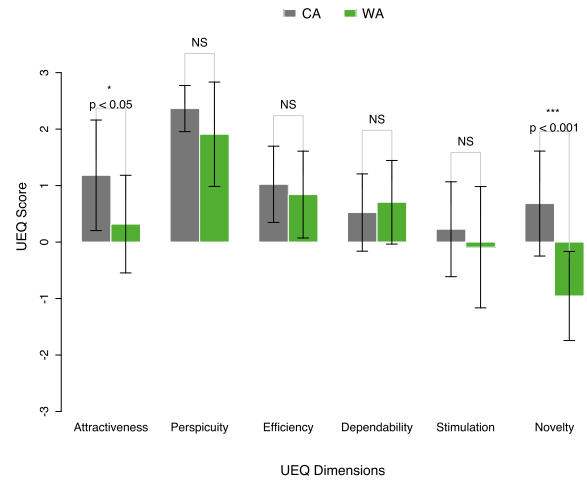 CA WA
NS
3
*
p < 0.05
NS
NS
NS
***
p < 0.001
2
1
0
-1
-2
-3
UEQ Score
Attractiveness Perspicuity Efficiency Dependability Stimulation Novelty
UEQ Dimensions